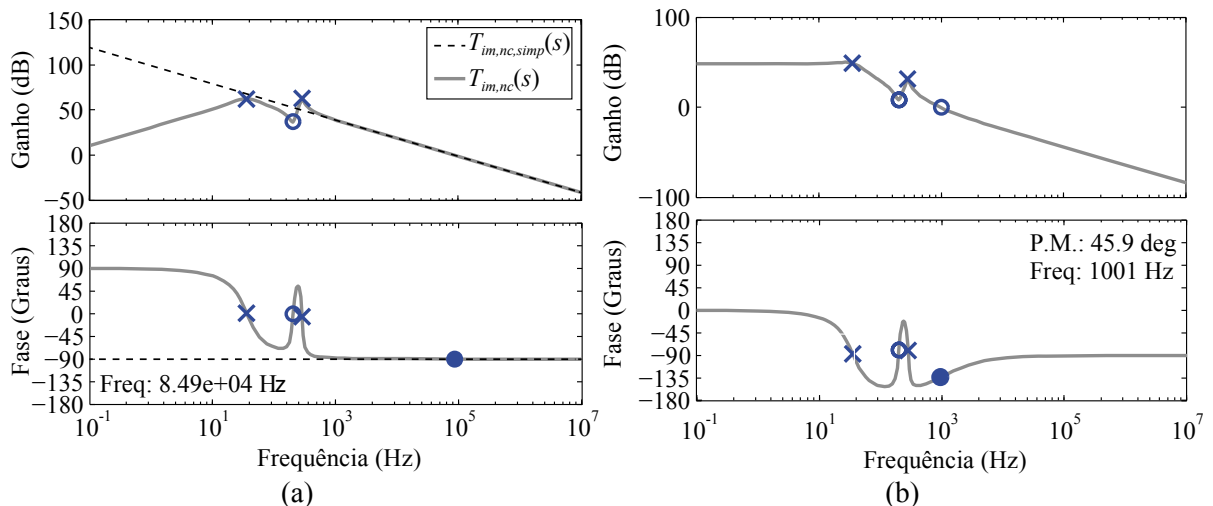 150
100
50
0
−50
Ganho (dB)
T_{im,nc,simp}(s)
T_{im,nc}(s)
180
135
90
45
0
−45
−90
−135
−180
Fase (Graus)
Freq: 8.49e+04 Hz
10^{-1} 10^{1} 10^{3} 10^{5} 10^{7}
Frequência (Hz)
(a)
100
0
−100
Ganho (dB)
180
135
90
45
0
−45
−90
−135
−180
Fase (Graus)
P.M.: 45.9 deg
Freq: 1001 Hz
10^{-1} 10^{1} 10^{3} 10^{5} 10^{7}
Frequência (Hz)
(b)